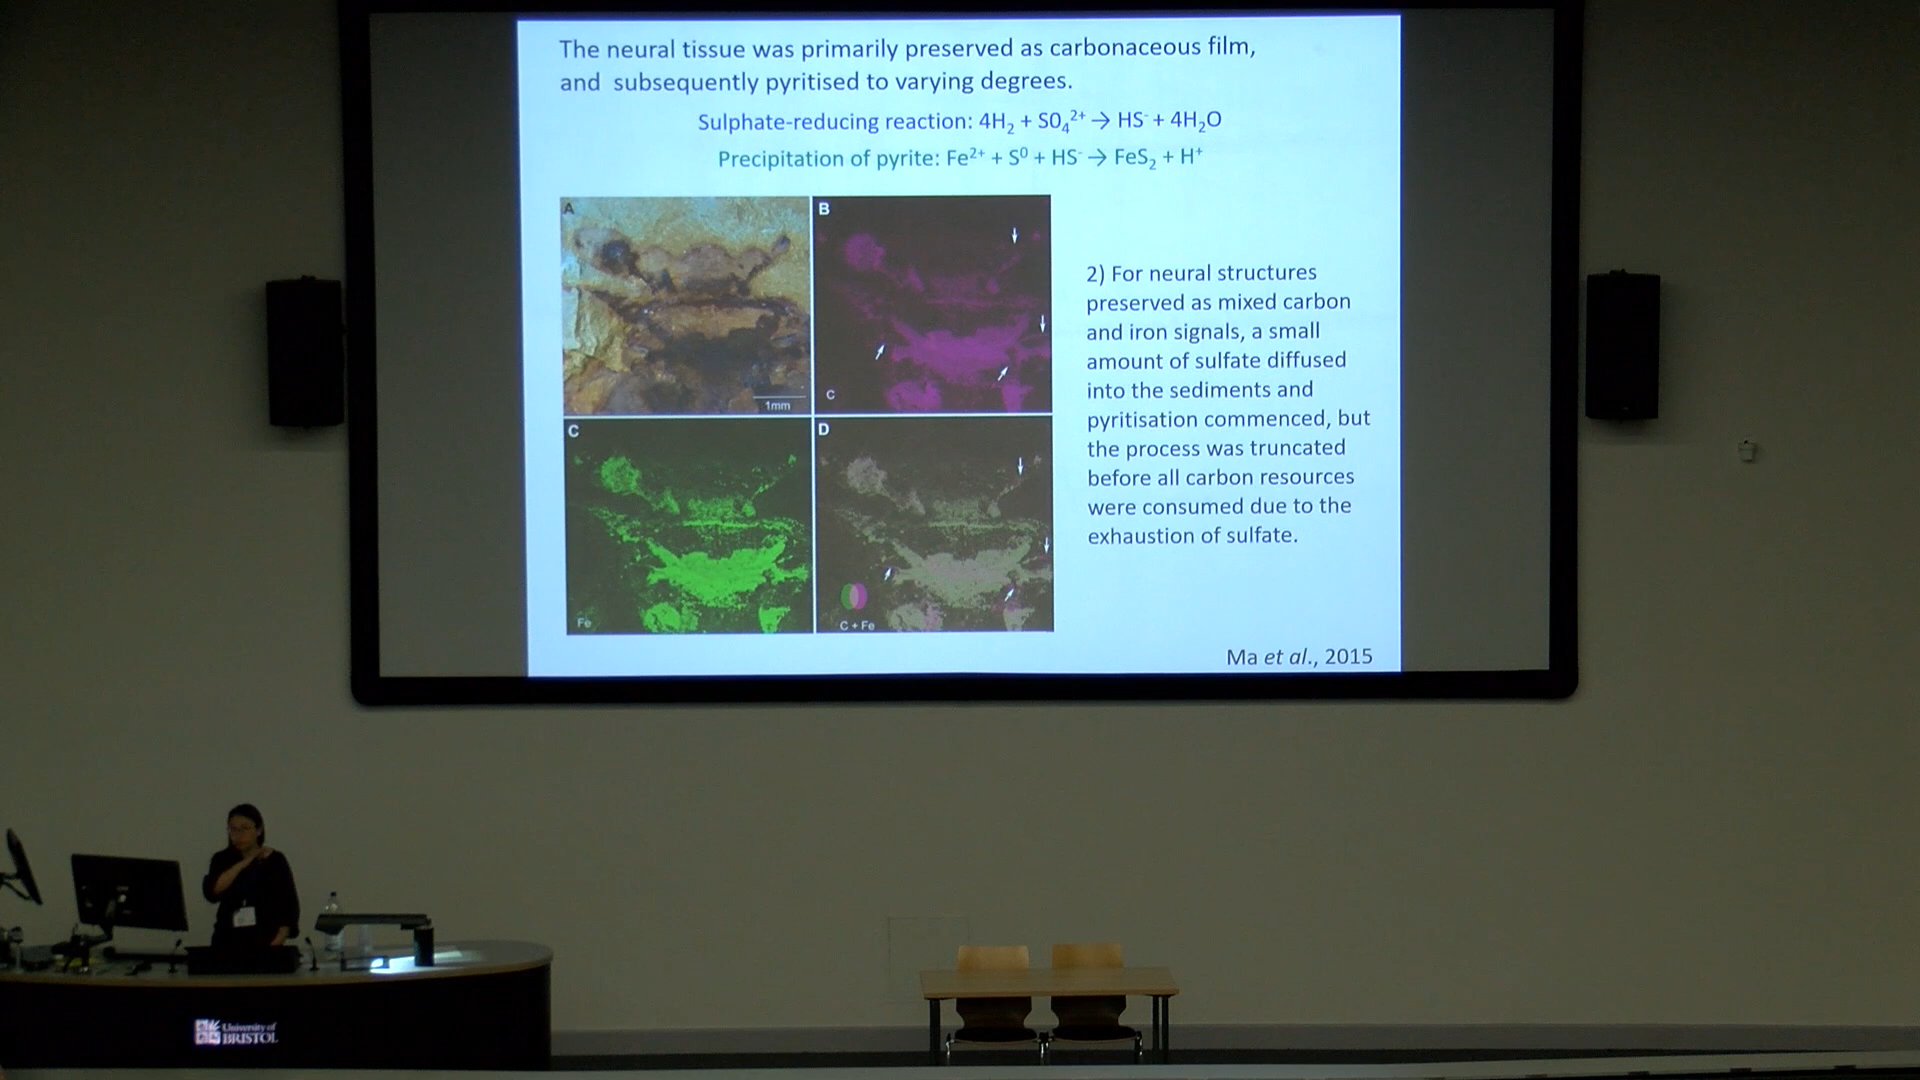 The neural tissue was primarily preserved as carbonaceous film,
and subsequently pyritised to varying degrees.
Sulphate-reducing reaction: 4H₂ + SO₄²⁺ → HS⁻ + 4H₂O
Precipitation of pyrite: Fe²⁺ + S⁰ + HS⁻ → FeS₂ + H⁺
A
B
1mm
C
C
D
Fe
C + Fe
2) For neural structures
preserved as mixed carbon
and iron signals, a small
amount of sulfate diffused
into the sediments and
pyritisation commenced, but
the process was truncated
before all carbon resources
were consumed due to the
exhaustion of sulfate.
Ma et al., 2015
University of
BRISTOL